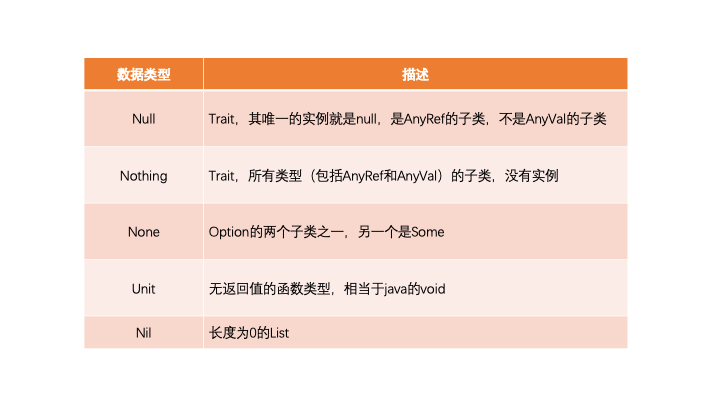 数据类型 描述
Null Trait，其唯一的实例就是null，是AnyRef的子类，不是AnyVal的子类
Nothing Trait，所有类型（包括AnyRef和AnyVal）的子类，没有实例
None Option的两个子类之一，另一个是Some
Unit 无返回值的函数类型，相当于java的void
Nil 长度为0的List